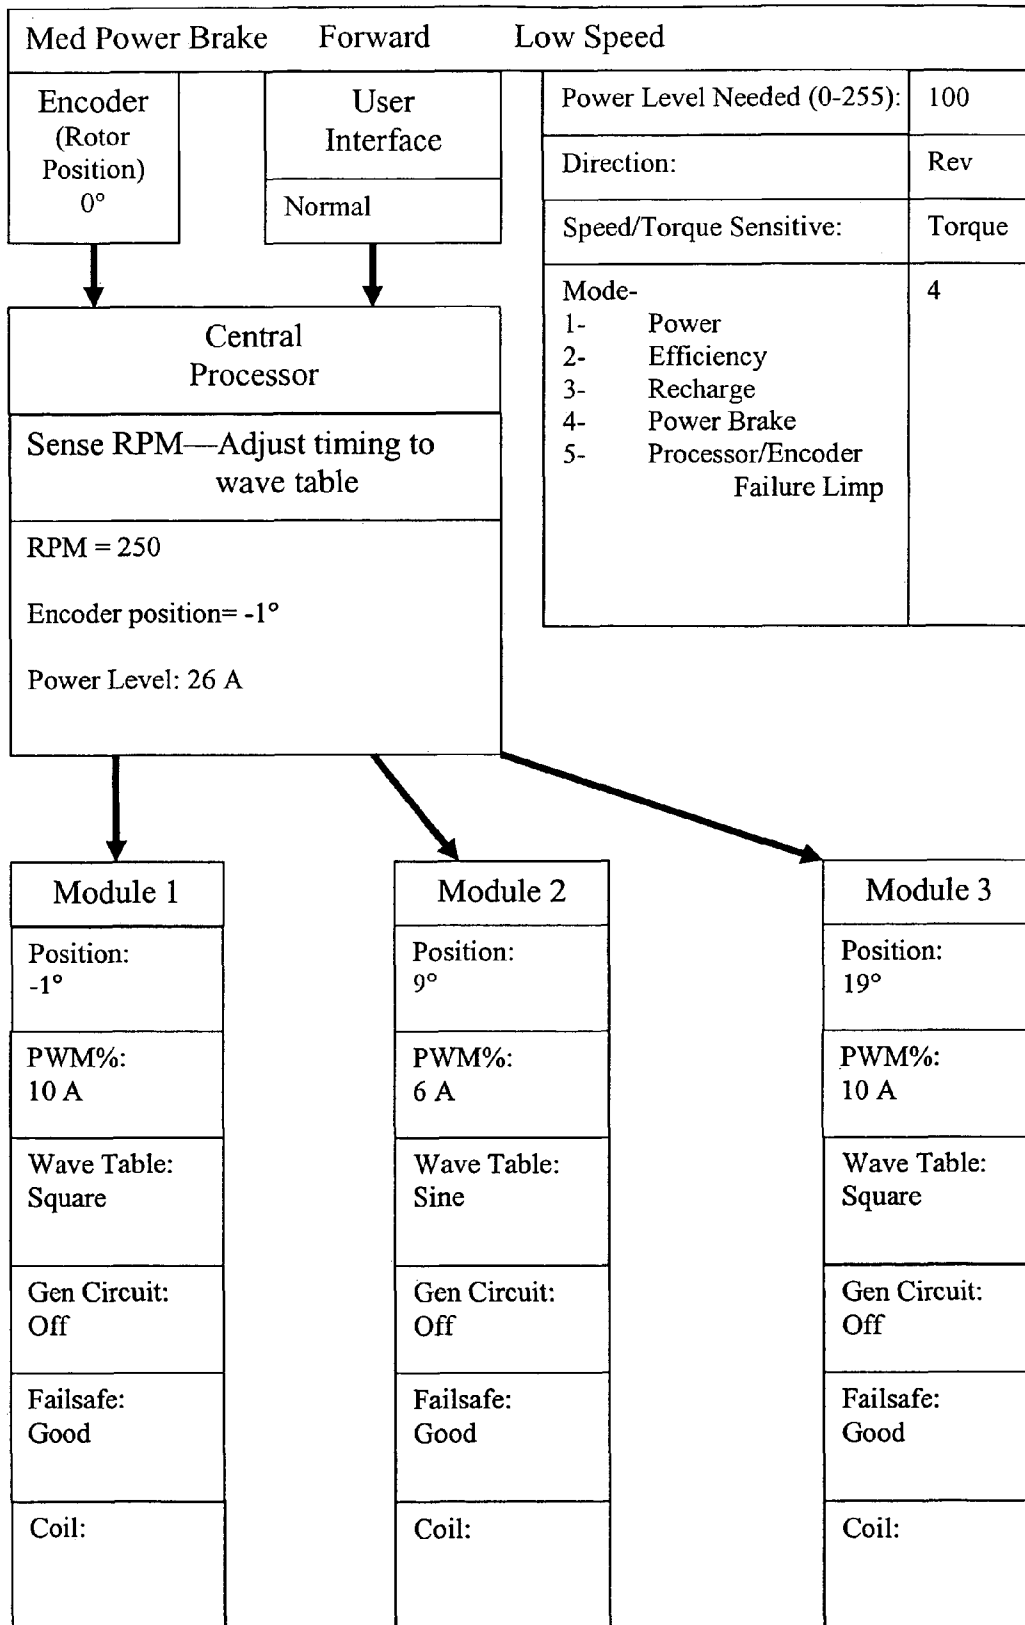 Med Power Brake Forward Low Speed
Encoder
(Rotor
Position)
0°
User
Interface
Normal
Power Level Needed (0-255): 100
Direction: Rev
Speed/Torque Sensitive: Torque
Mode- 4
1- Power
2- Efficiency
3- Recharge
4- Power Brake
5- Processor/Encoder
Failure Limp
Central
Processor
Sense RPM—Adjust timing to
wave table
RPM = 250
Encoder position= -1°
Power Level: 26 A
Module 1
Position:
-1°
PWM%:
10 A
Wave Table:
Square
Gen Circuit:
Off
Failsafe:
Good
Coil:
Module 2
Position:
9°
PWM%:
6 A
Wave Table:
Sine
Gen Circuit:
Off
Failsafe:
Good
Coil:
Module 3
Position:
19°
PWM%:
10 A
Wave Table:
Square
Gen Circuit:
Off
Failsafe:
Good
Coil: